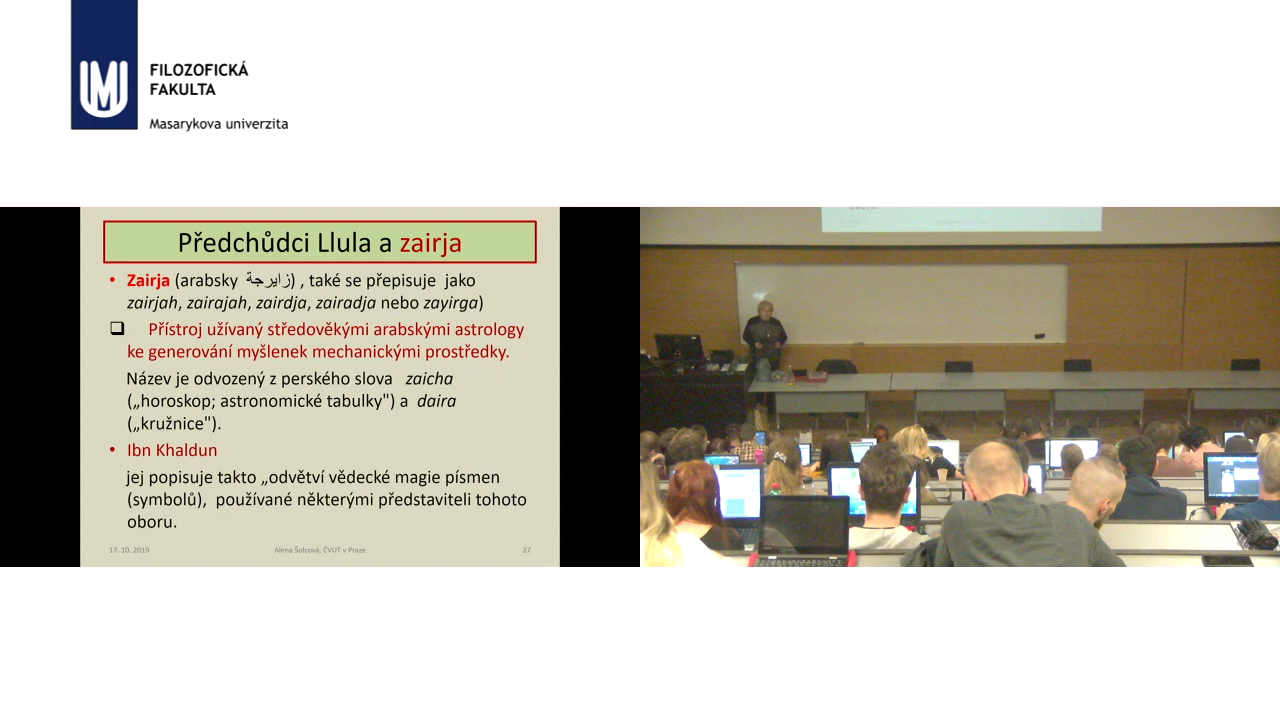 FILOZOFICKÁ
FAKULTA
Masarykova univerzita
Předchůdci Llula a zairja
• Zairja (arabsky زايرجة) , také se přepisuje jako
zairjah, zairajah, zairdja, zairadja nebo zayirga)
❑ Přístroj užívaný středověkými arabskými astrology
ke generování myšlenek mechanickými prostředky.
Název je odvozený z perského slova zaicha
(„horoskop; astronomické tabulky") a daira
(„kružnice").
• Ibn Khaldun
jej popisuje takto „odvětví vědecké magie písmen
(symbolů), používané některými představiteli tohoto
oboru.
17. 10. 2019 Alena Šolcová, ČVUT v Praze 27